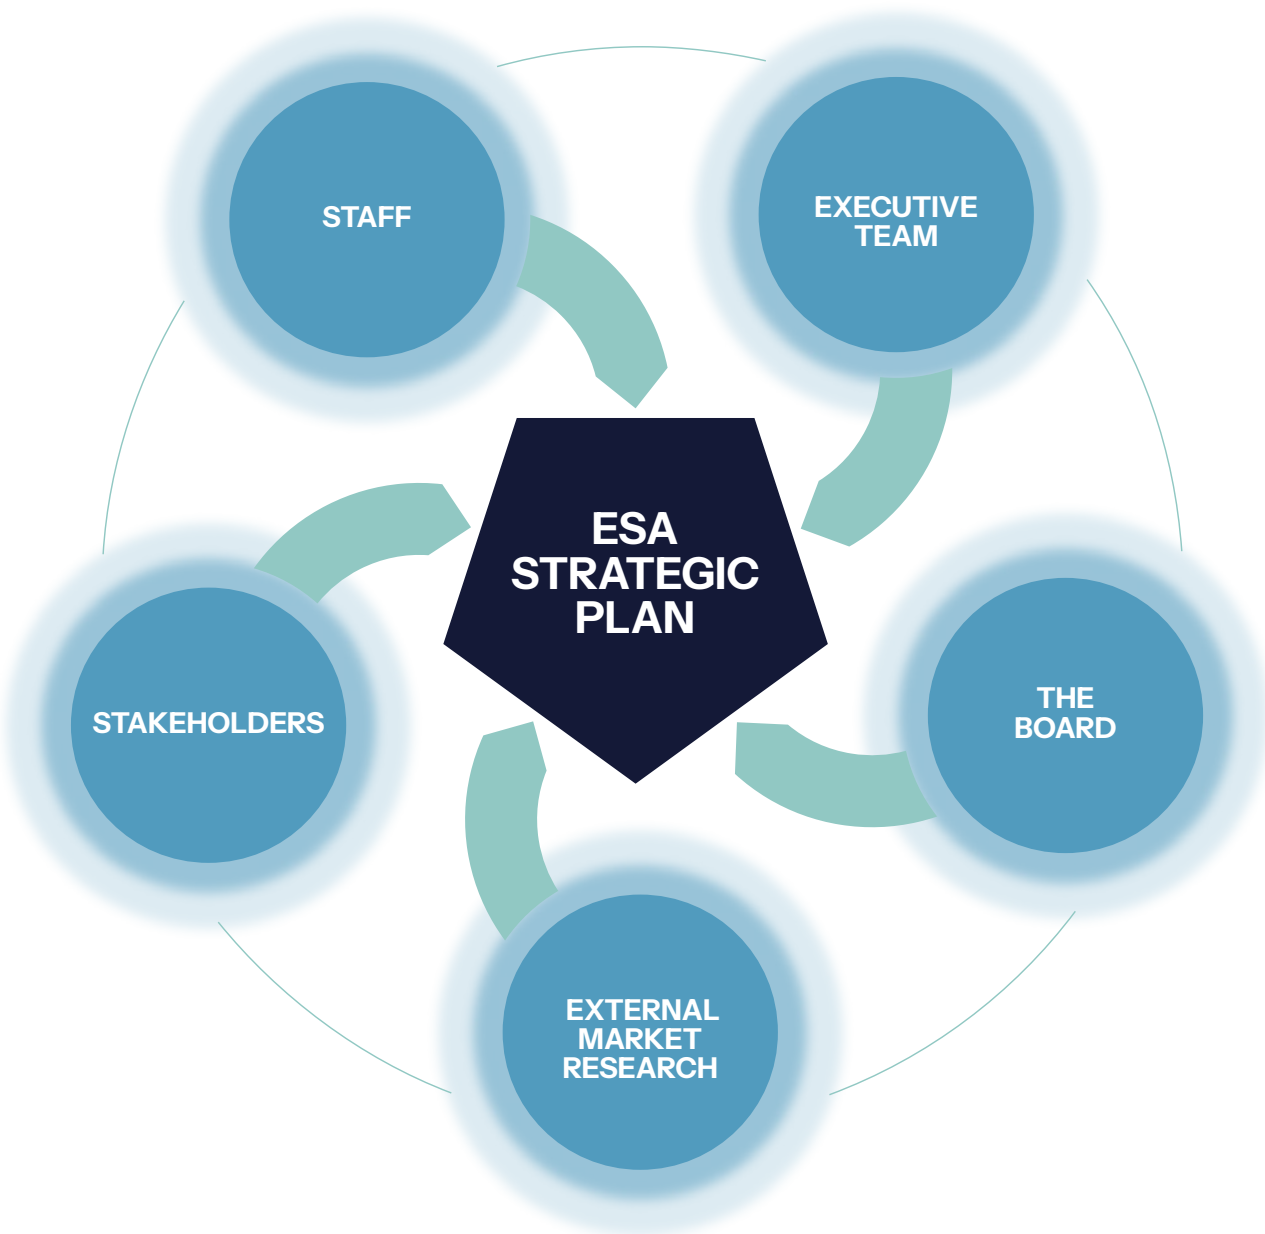 STAFF
EXECUTIVE
TEAM
ESA
STRATEGIC
PLAN
STAKEHOLDERS
THE
BOARD
EXTERNAL
MARKET
RESEARCH